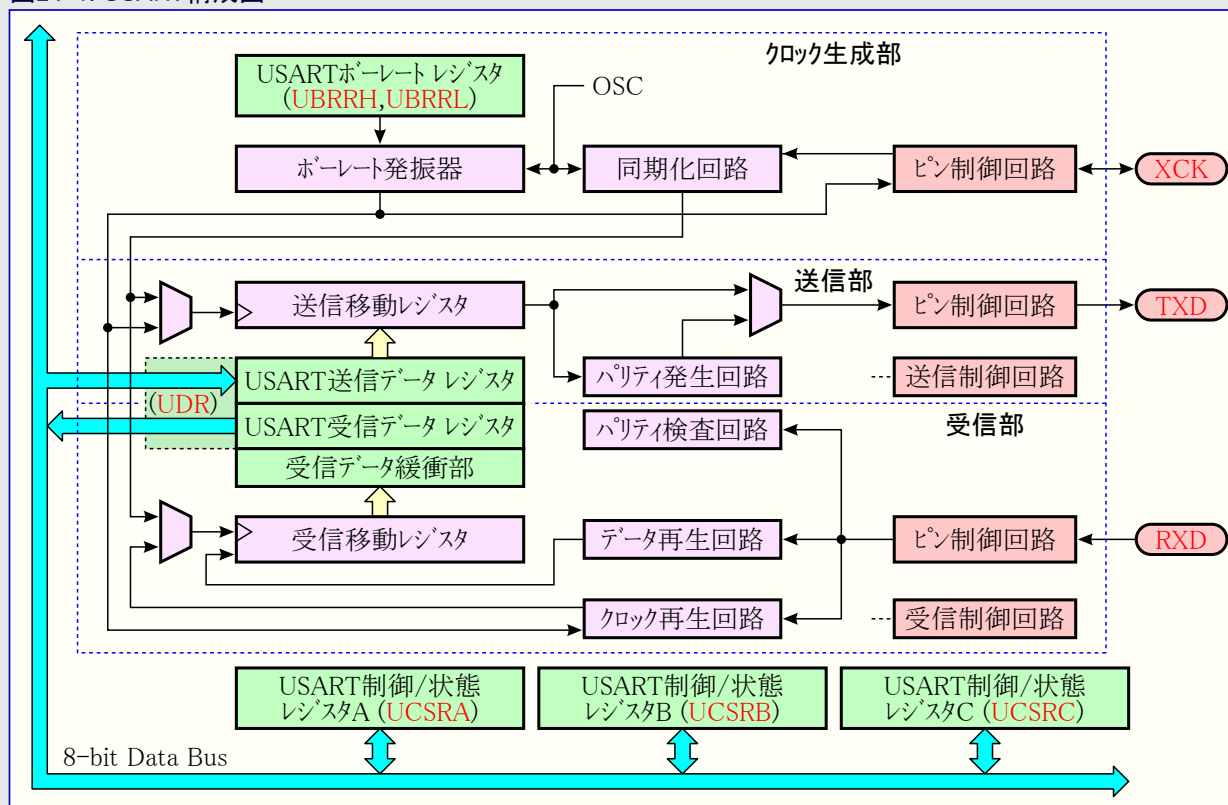 クロック生成部
USARTボーレート レジスタ
(UBRRH,UBRRL)
OSC
ボーレート発振器
同期化回路
ピン制御回路
XCK
送信部
送信移動レジスタ
ピン制御回路
TXD
USART送信データ レジスタ
パリティ発生回路
送信制御回路
(UDR)
USART受信データ レジスタ
パリティ検査回路
受信部
受信データ緩衝部
受信移動レジスタ
データ再生回路
ピン制御回路
RXD
クロック再生回路
受信制御回路
USART制御/状態
レジスタA (UCSRA)
USART制御/状態
レジスタB (UCSRB)
USART制御/状態
レジスタC (UCSRC)
8-bit Data Bus